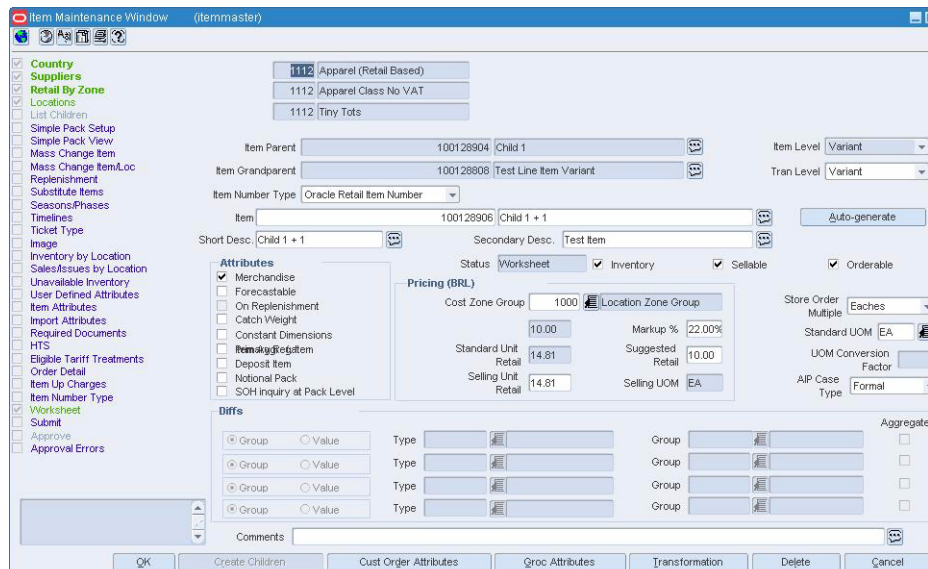 Item Maintenance Window (itemmaster)
Country
Suppliers
Retail By Zone
Locations
List Children
Simple Pack Setup
Simple Pack View
Mass Change Item
Mass Change Item/Loc
Replenishment
Substitute Items
Seasons/Phases
Timelines
Ticket Type
Image
Inventory by Location
Sales/Issues by Location
Unavailable Inventory
User Defined Attributes
Item Attributes
Import Attributes
Required Documents
HTS
Eligible Tariff Treatments
Order Detail
Item Up Charges
Item Number Type
Worksheet
Submit
Approve
Approval Errors
1112 Apparel (Retail Based)
1112 Apparel Class No VAT
1112 Tiny Tots
Item Parent 100128904 Child 1 Item Level Variant
Item Grandparent 100128808 Test Line Item Variant Tran Level Variant
Item Number Type Oracle Retail Item Number
Item 100128906 Child 1 + 1 Auto-generate
Short Desc. Child 1 + 1 Secondary Desc. Test Item
Status Worksheet Inventory Sellable Orderable
Attributes
Merchandise
Forecastable
On Replenishment
Catch Weight
Constant Dimensions
Deposit Item
Notional Pack
SOH inquiry at Pack Level
Pricing (BRL)
Cost Zone Group 1000 Location Zone Group
10.00 Markup % 22.00%
Standard Unit Retail 14.81 Suggested Retail 10.00
Selling Unit Retail 14.81 Selling UOM EA
Store Order Multiple Eaches
Standard UOM EA
UOM Conversion Factor
AIP Case Type Formal
Diffs
Aggregate
Group Value Type Group
Group Value Type Group
Group Value Type Group
Group Value Type Group
Comments
OK Create Children Cust Order Attributes Groc Attributes Transformation Delete Cancel